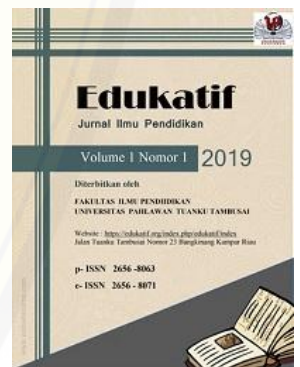 Edukatif
Jurnal Ilmu Pendidikan
Volume 1 Nomor 1 2019
Diterbitkan oleh
FAKULTAS ILMU PENDIDIKAN
UNIVERSITAS PAHLAWAN TUANKU TAMBUSAI
Website : https://edukatif.org/index.php/edukatif/index
Jalan Tuanku Tambusai Nomor 23 Bangkinang Kampar Riau
p- ISSN 2656 -8063
e- ISSN 2656 - 8071